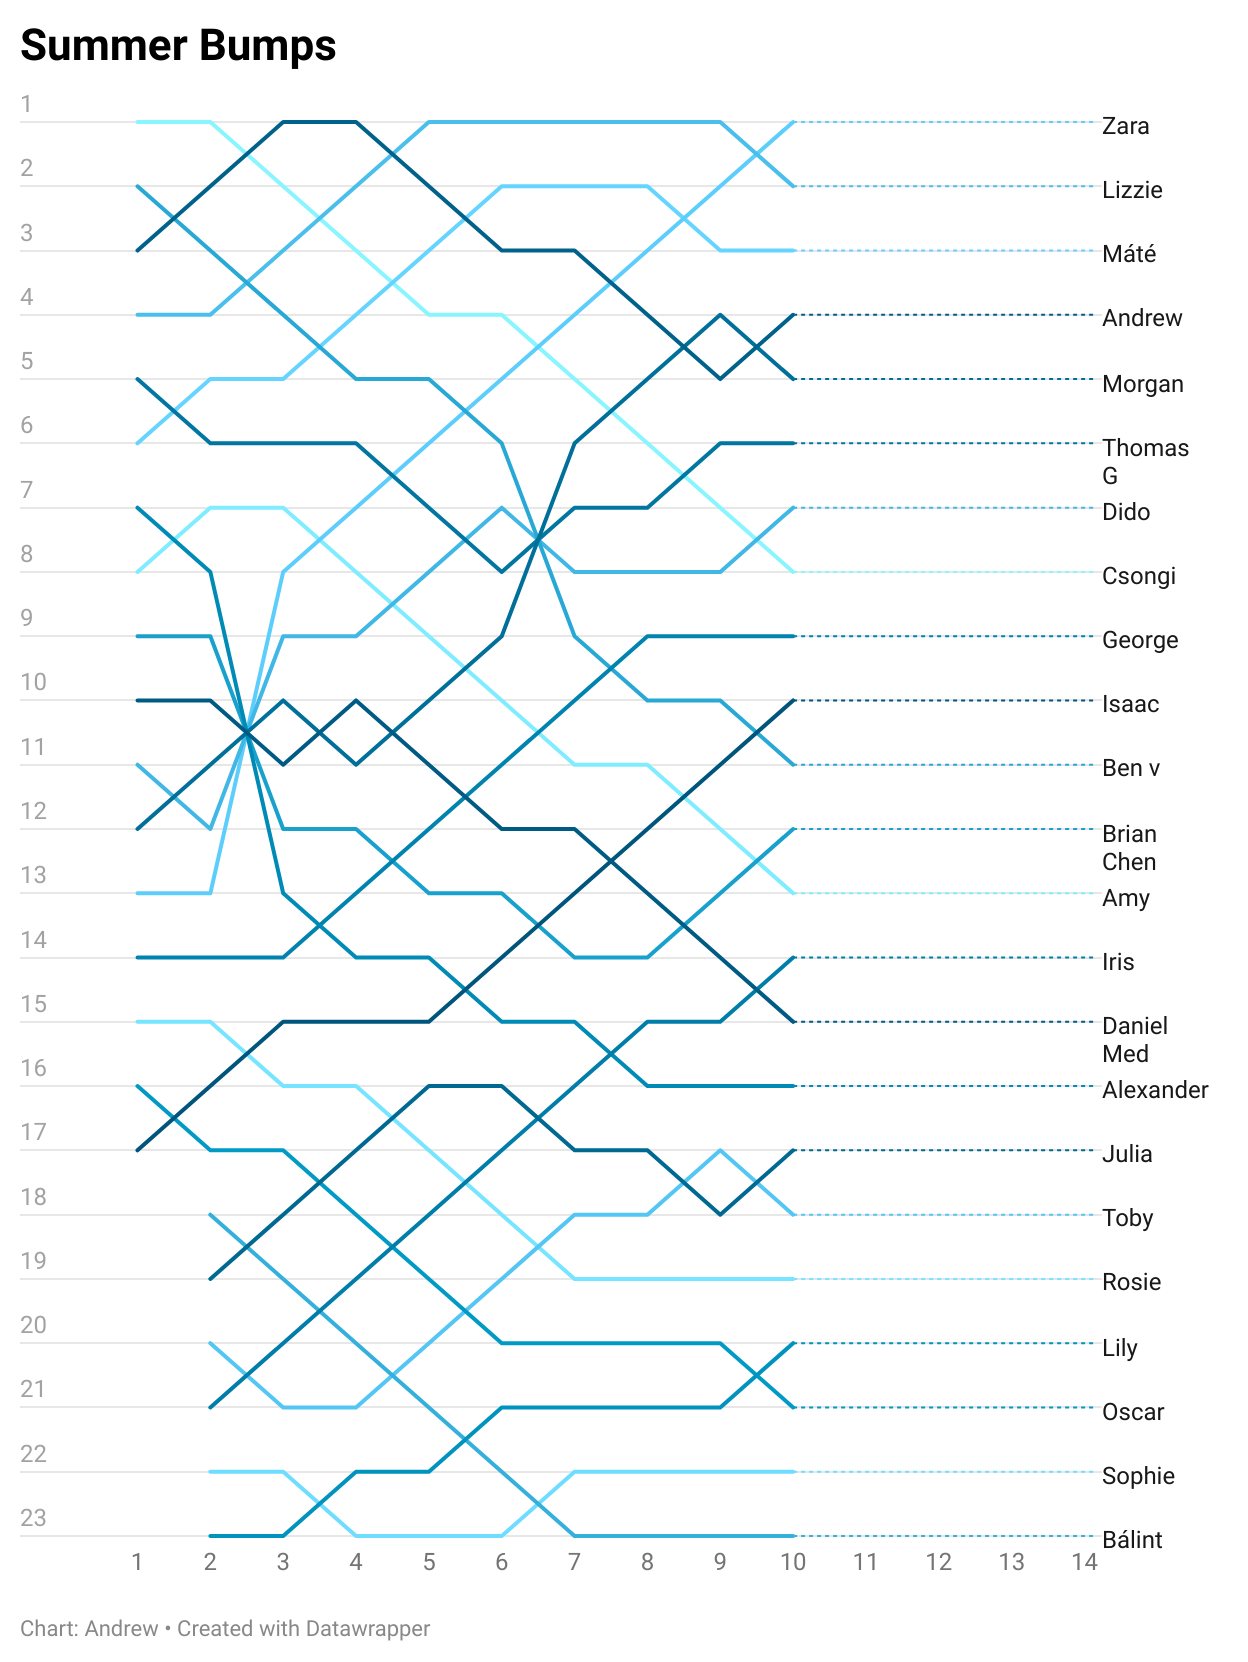 Summer Bumps
1
Zara
2
Lizzie
3
Máté
4
Andrew
5
Morgan
6
Thomas
G
7
Dido
8
Csongi
9
George
10
Isaac
11
Ben v
12
Brian
Chen
13
Amy
14
Iris
15
Daniel
Med
16
Alexander
17
Julia
18
Toby
19
Rosie
20
Lily
21
Oscar
22
Sophie
23
Bálint
1 2 3 4 5 6 7 8 9 10 11 12 13 14
Chart: Andrew • Created with Datawrapper